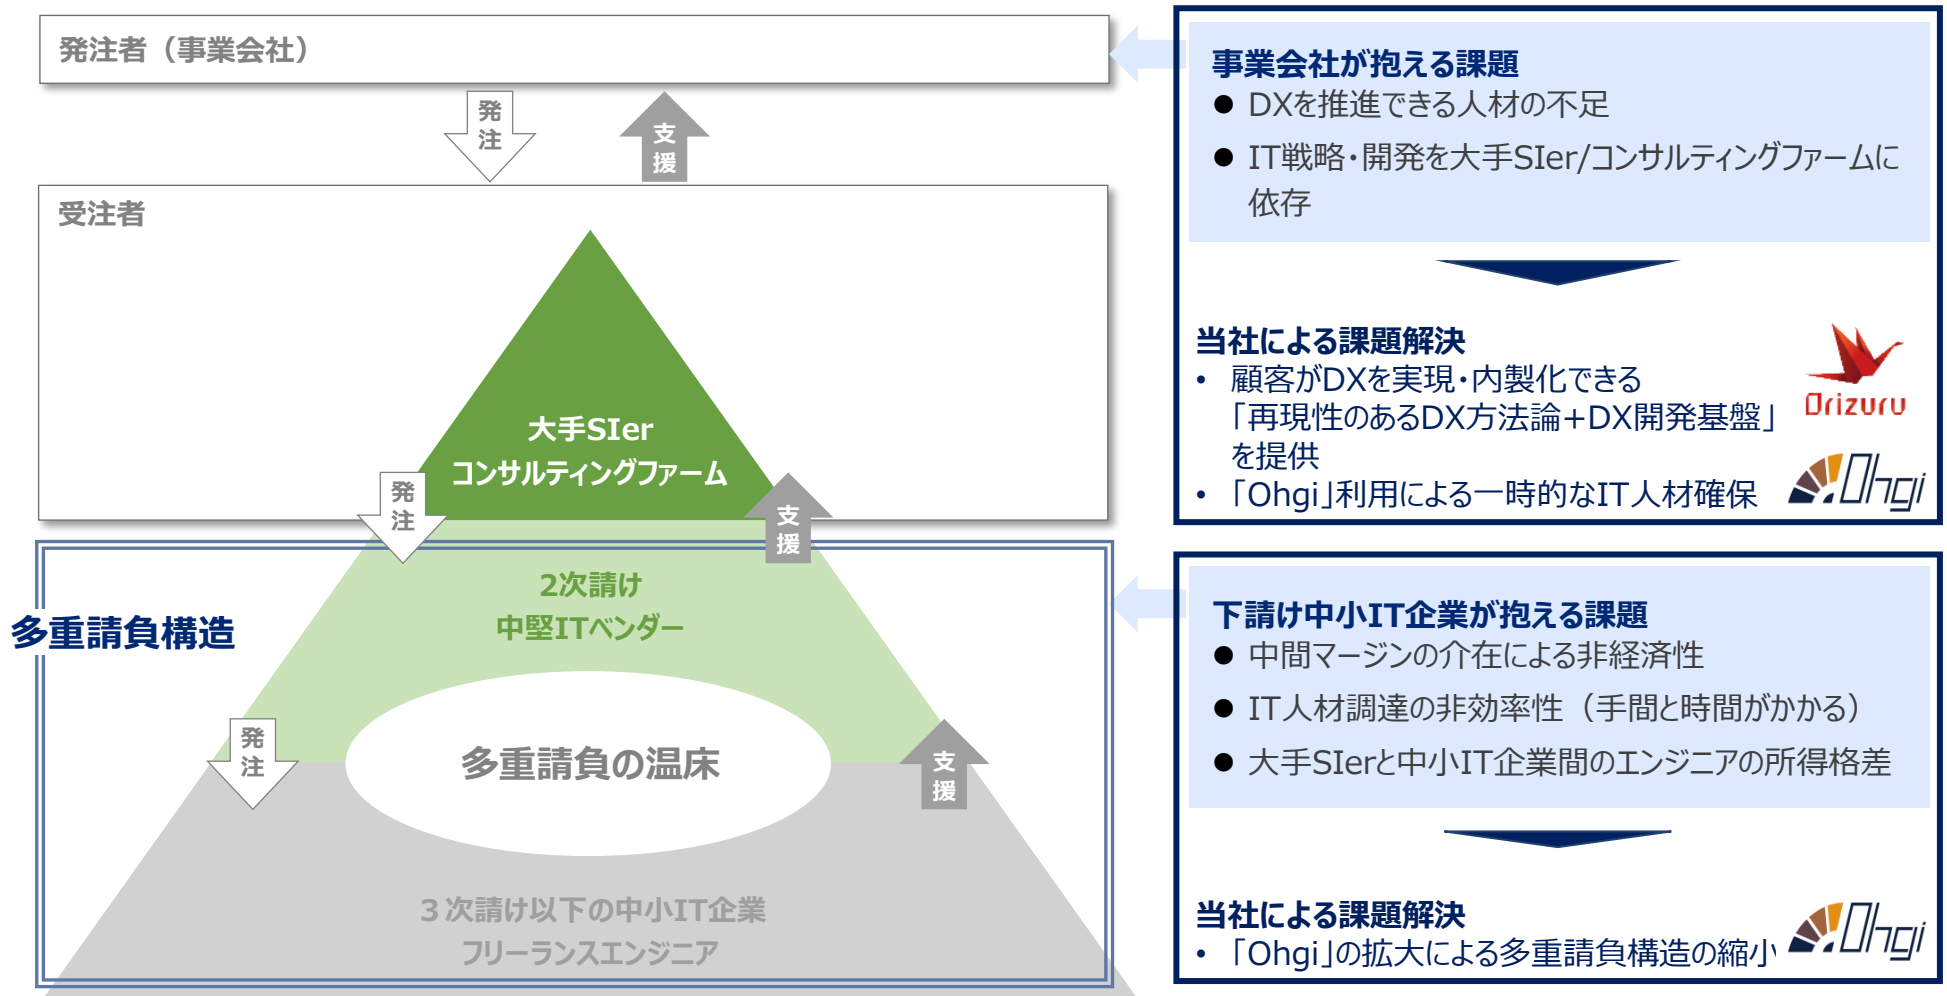 発注者（事業会社）
発注
支援
受注者
大手SIer
コンサルティングファーム
発注
支援
2次請け
中堅ITベンダー
多重請負構造
発注
支援
多重請負の温床
３次請け以下の中小IT企業
フリーランスエンジニア
事業会社が抱える課題
● DXを推進できる人材の不足
● IT戦略・開発を大手SIer/コンサルティングファームに
依存
当社による課題解決
• 顧客がDXを実現・内製化できる
「再現性のあるDX方法論+DX開発基盤」
を提供
• 「Ohgi」利用による一時的なIT人材確保
Orizuru
Ohgi
下請け中小IT企業が抱える課題
● 中間マージンの介在による非経済性
● IT人材調達の非効率性（手間と時間がかかる）
● 大手SIerと中小IT企業間のエンジニアの所得格差
当社による課題解決
• 「Ohgi」の拡大による多重請負構造の縮小
Ohgi